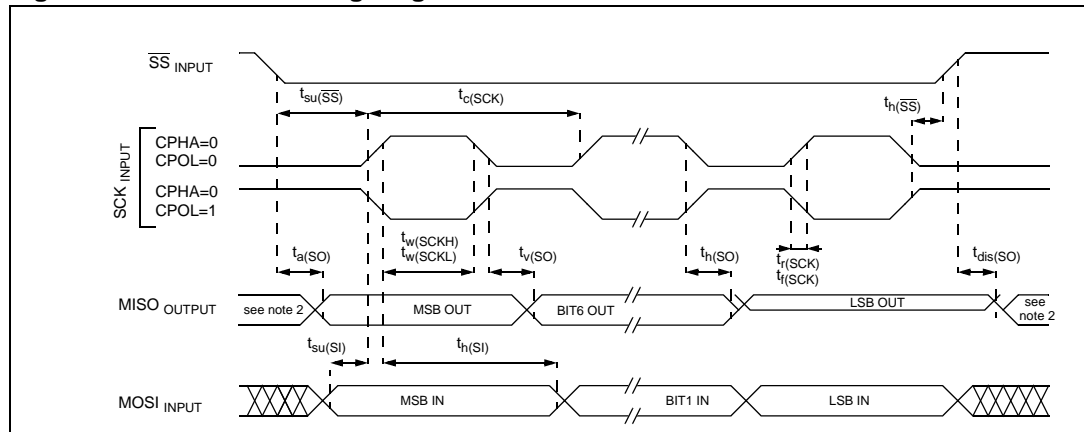 SS INPUT
tsu(SS)
tc(SCK)
th(SS)
SCK INPUT
CPHA=0
CPOL=0
CPHA=0
CPOL=1
ta(SO)
tw(SCKH)
tw(SCKL)
tv(SO)
th(SO)
tr(SCK)
tf(SCK)
tdis(SO)
MISO OUTPUT
see note 2
MSB OUT
BIT6 OUT
LSB OUT
see
note 2
tsu(SI)
th(SI)
MOSI INPUT
MSB IN
BIT1 IN
LSB IN